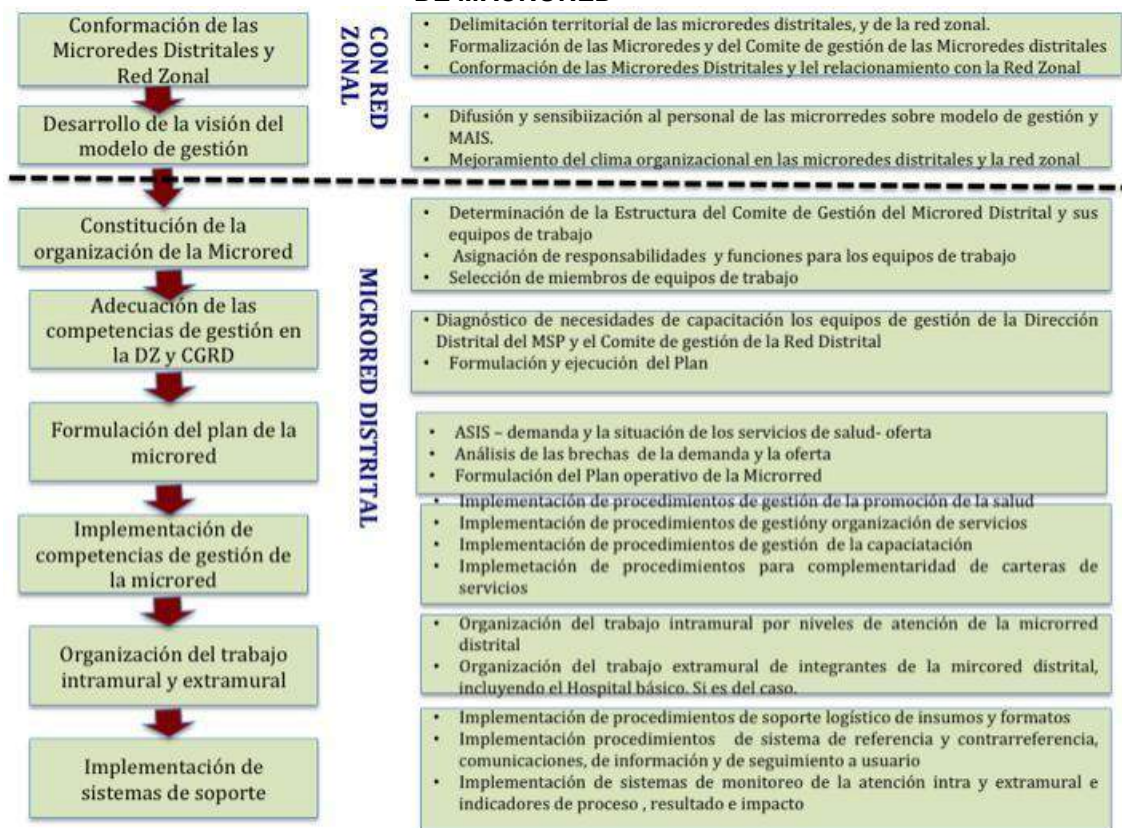 DE MACRORED
Conformación de las
Microredes Distritales y
Red Zonal
CON RED
ZONAL
• Delimitación territorial de las microredes distritales, y de la red zonal.
• Formalización de las Microredes y del Comite de gestión de las Microredes distritales
• Conformación de las Microredes Distritales y lel relacionamiento con la Red Zonal
Desarrollo de la visión del
modelo de gestión
• Difusión y sensibiización al personal de las microrredes sobre modelo de gestión y
MAIS.
• Mejoramiento del clima organizacional en las microredes distritales y la red zonal
Constitución de la
organización de la Microred
MICRORED DISTRITAL
• Determinación de la Estructura del Comite de Gestión del Microred Distrital y sus
equipos de trabajo
• Asignación de responsabilidades y funciones para los equipos de trabajo
• Selección de miembros de equipos de trabajo
Adecuación de las
competencias de gestión en
la DZ y CGRD
• Diagnóstico de necesidades de capacitación los equipos de gestión de la Dirección
Distrital del MSP y el Comite de gestión de la Red Distrital
• Formulación y ejecución del Plan
Formulación del plan de la
microred
• ASIS – demanda y la situación de los servicios de salud- oferta
• Análisis de las brechas de la demanda y la oferta
• Formulación del Plan operativo de la Microrred
Implementación de
competencias de gestión de
la microred
• Implementación de procedimientos de gestión de la promoción de la salud
• Implementación de procedimientos de gestióny organización de servicios
• Implementación de procedimientos de gestión de la capaciatación
• Implemetación de procedimientos para complementaridad de carteras de
servicios
Organización del trabajo
intramural y extramural
• Organización del trabajo intramural por niveles de atención de la microrred
distrital
• Organización del trabajo extramural de integrantes de la mircored distrital,
incluyendo el Hospital básico. Si es del caso.
Implementación de
sistemas de soporte
• Implementación de procedimientos de soporte logístico de insumos y formatos
• Implementación procedimientos de sistema de referencia y contrarreferencia,
comunicaciones, de información y de seguimiento a usuario
• Implementación de sistemas de monitoreo de la atención intra y extramural e
indicadores de proceso , resultado e impacto